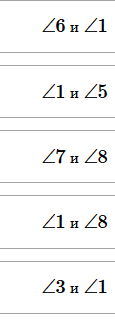 ∠6 и ∠1
∠1 и ∠5
∠7 и ∠8
∠1 и ∠8
∠3 и ∠1